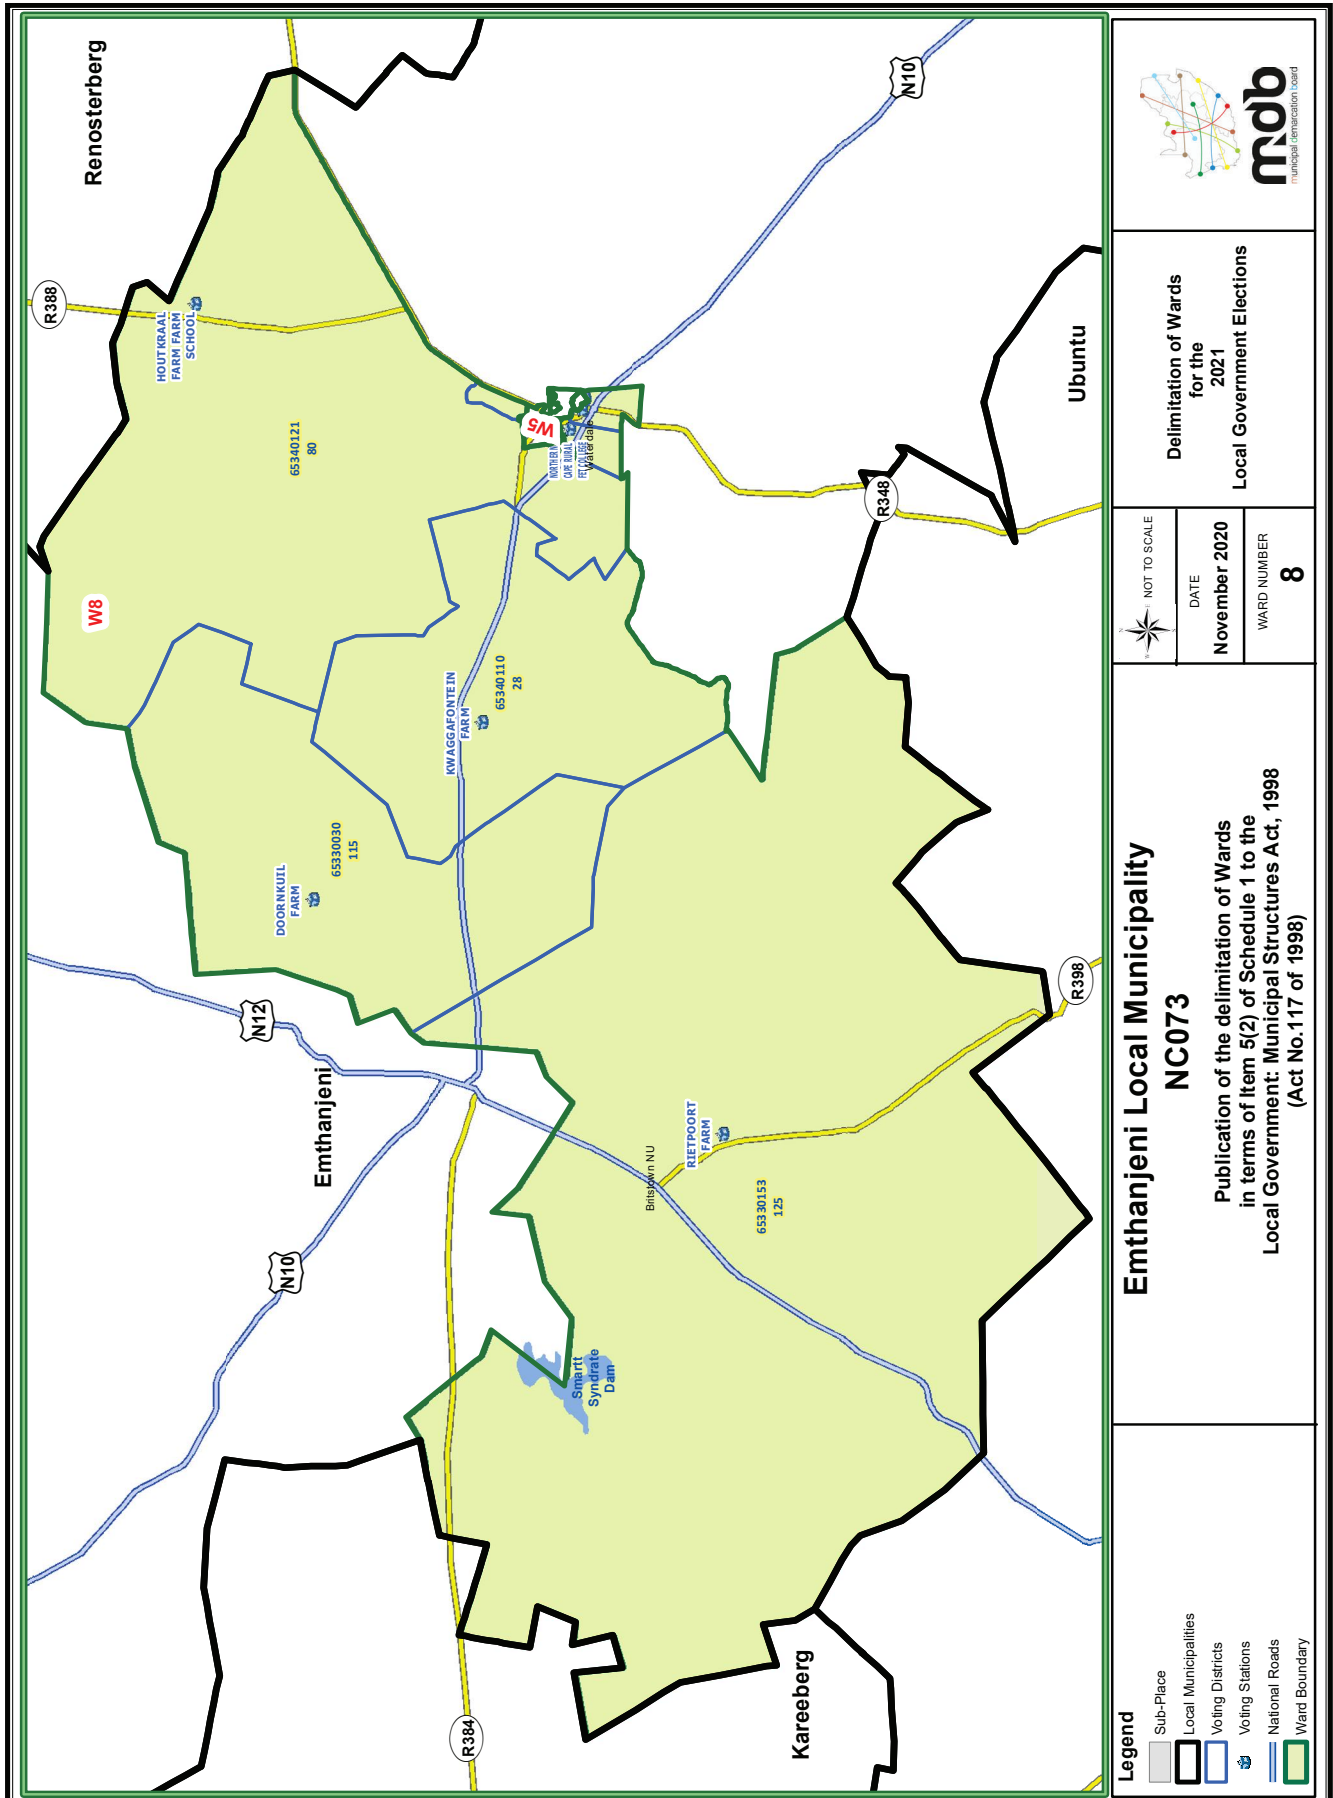 Renosterberg
R388
HOUTKRAAL
FARM FARM
SCHOOL
65340121
80
W8
N10
W5
NORTHERN
CAPE RURAL
FET COLLEGE
Waterdale
Ubuntu
R348
KWAGGAFONTEIN
FARM
65340110
28
DOORNKUIL
FARM
65330030
115
N12
Emthanjeni
N10
RIETPOORT
FARM
Britstown NU
65330153
125
R398
Smartt
Syndrate
Dam
R384
Kareeberg
Legend
Sub-Place
Local Municipalities
Voting Districts
Voting Stations
National Roads
Ward Boundary
Emthanjeni Local Municipality
NC073
Publication of the delimitation of Wards
in terms of Item 5(2) of Schedule 1 to the
Local Government: Municipal Structures Act, 1998
(Act No.117 of 1998)
N
W
E
S
NOT TO SCALE
DATE
November 2020
WARD NUMBER
8
Delimitation of Wards
for the
2021
Local Government Elections
mdb
municipal demarcation board